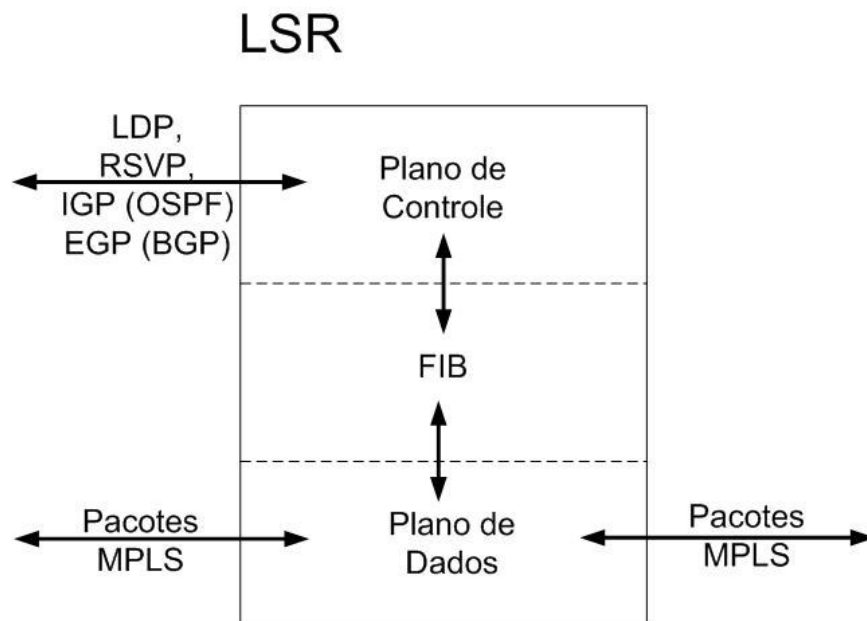 LSR
LDP,
RSVP,
IGP (OSPF)
EGP (BGP)
Plano de
Controle
FIB
Pacotes
MPLS
Plano de
Dados
Pacotes
MPLS